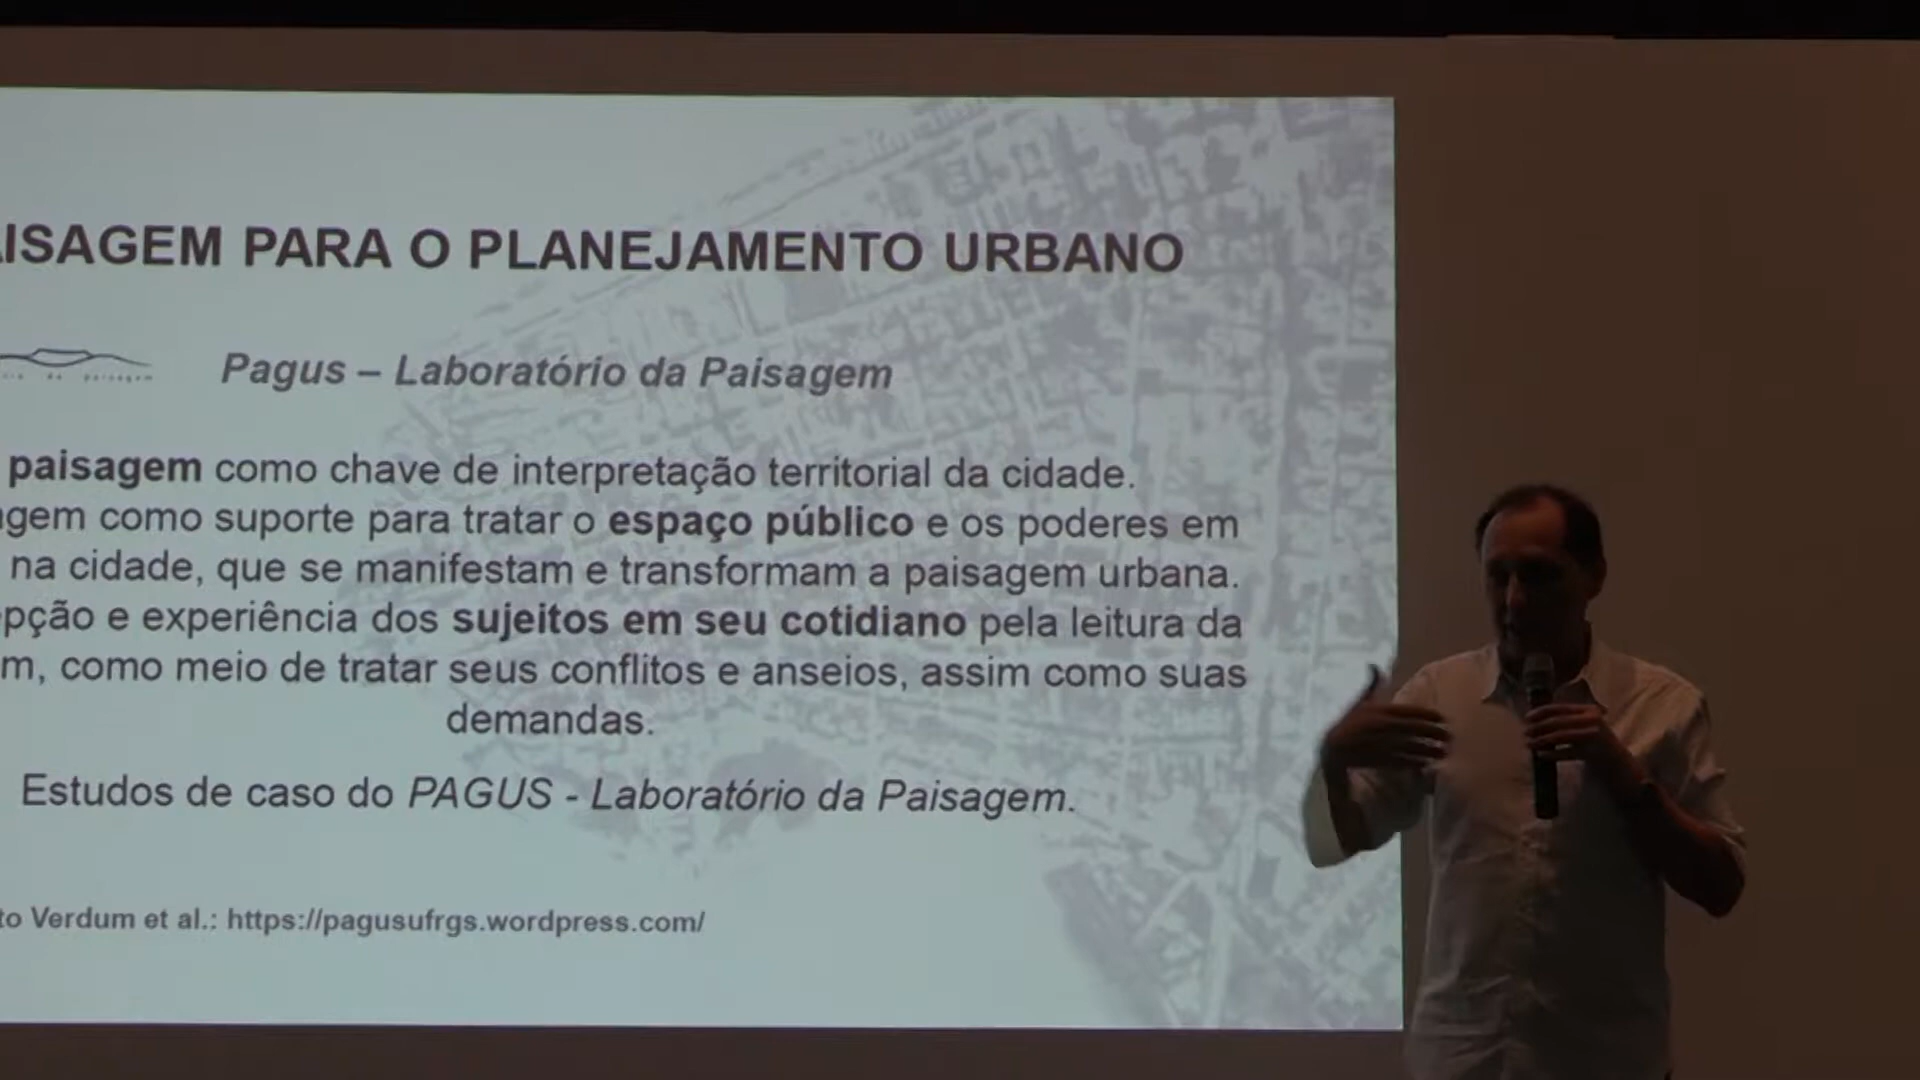 AISAGEM PARA O PLANEJAMENTO URBANO
Pagus – Laboratório da Paisagem
paisagem como chave de interpretação territorial da cidade.
gem como suporte para tratar o espaço público e os poderes em
na cidade, que se manifestam e transformam a paisagem urbana.
pção e experiência dos sujeitos em seu cotidiano pela leitura da
m, como meio de tratar seus conflitos e anseios, assim como suas
demandas.
Estudos de caso do PAGUS - Laboratório da Paisagem.
to Verdum et al.: https://pagusufrgs.wordpress.com/